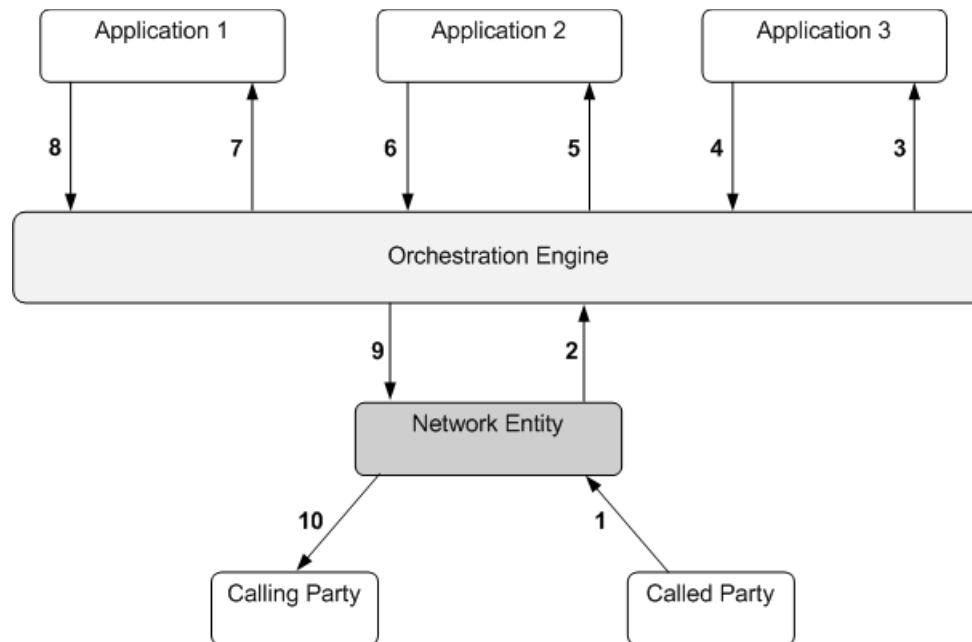 Application 1
Application 2
Application 3
8
7
6
5
4
3
Orchestration Engine
9
2
Network Entity
10
1
Calling Party
Called Party